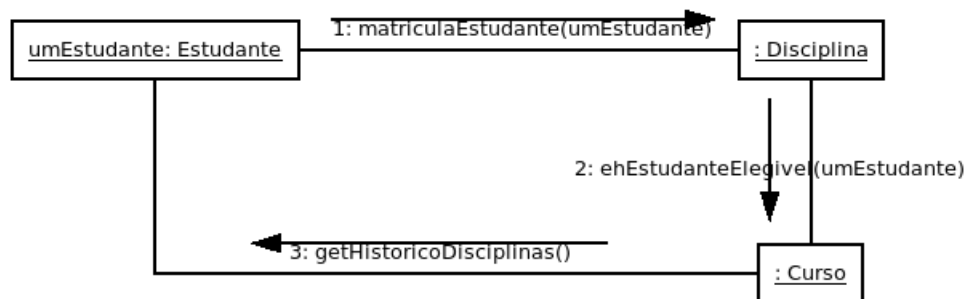 1: matriculaEstudante(umEstudante)
umEstudante: Estudante
: Disciplina
2: ehEstudanteElegivel(umEstudante)
3: getHistoricoDisciplinas()
: Curso